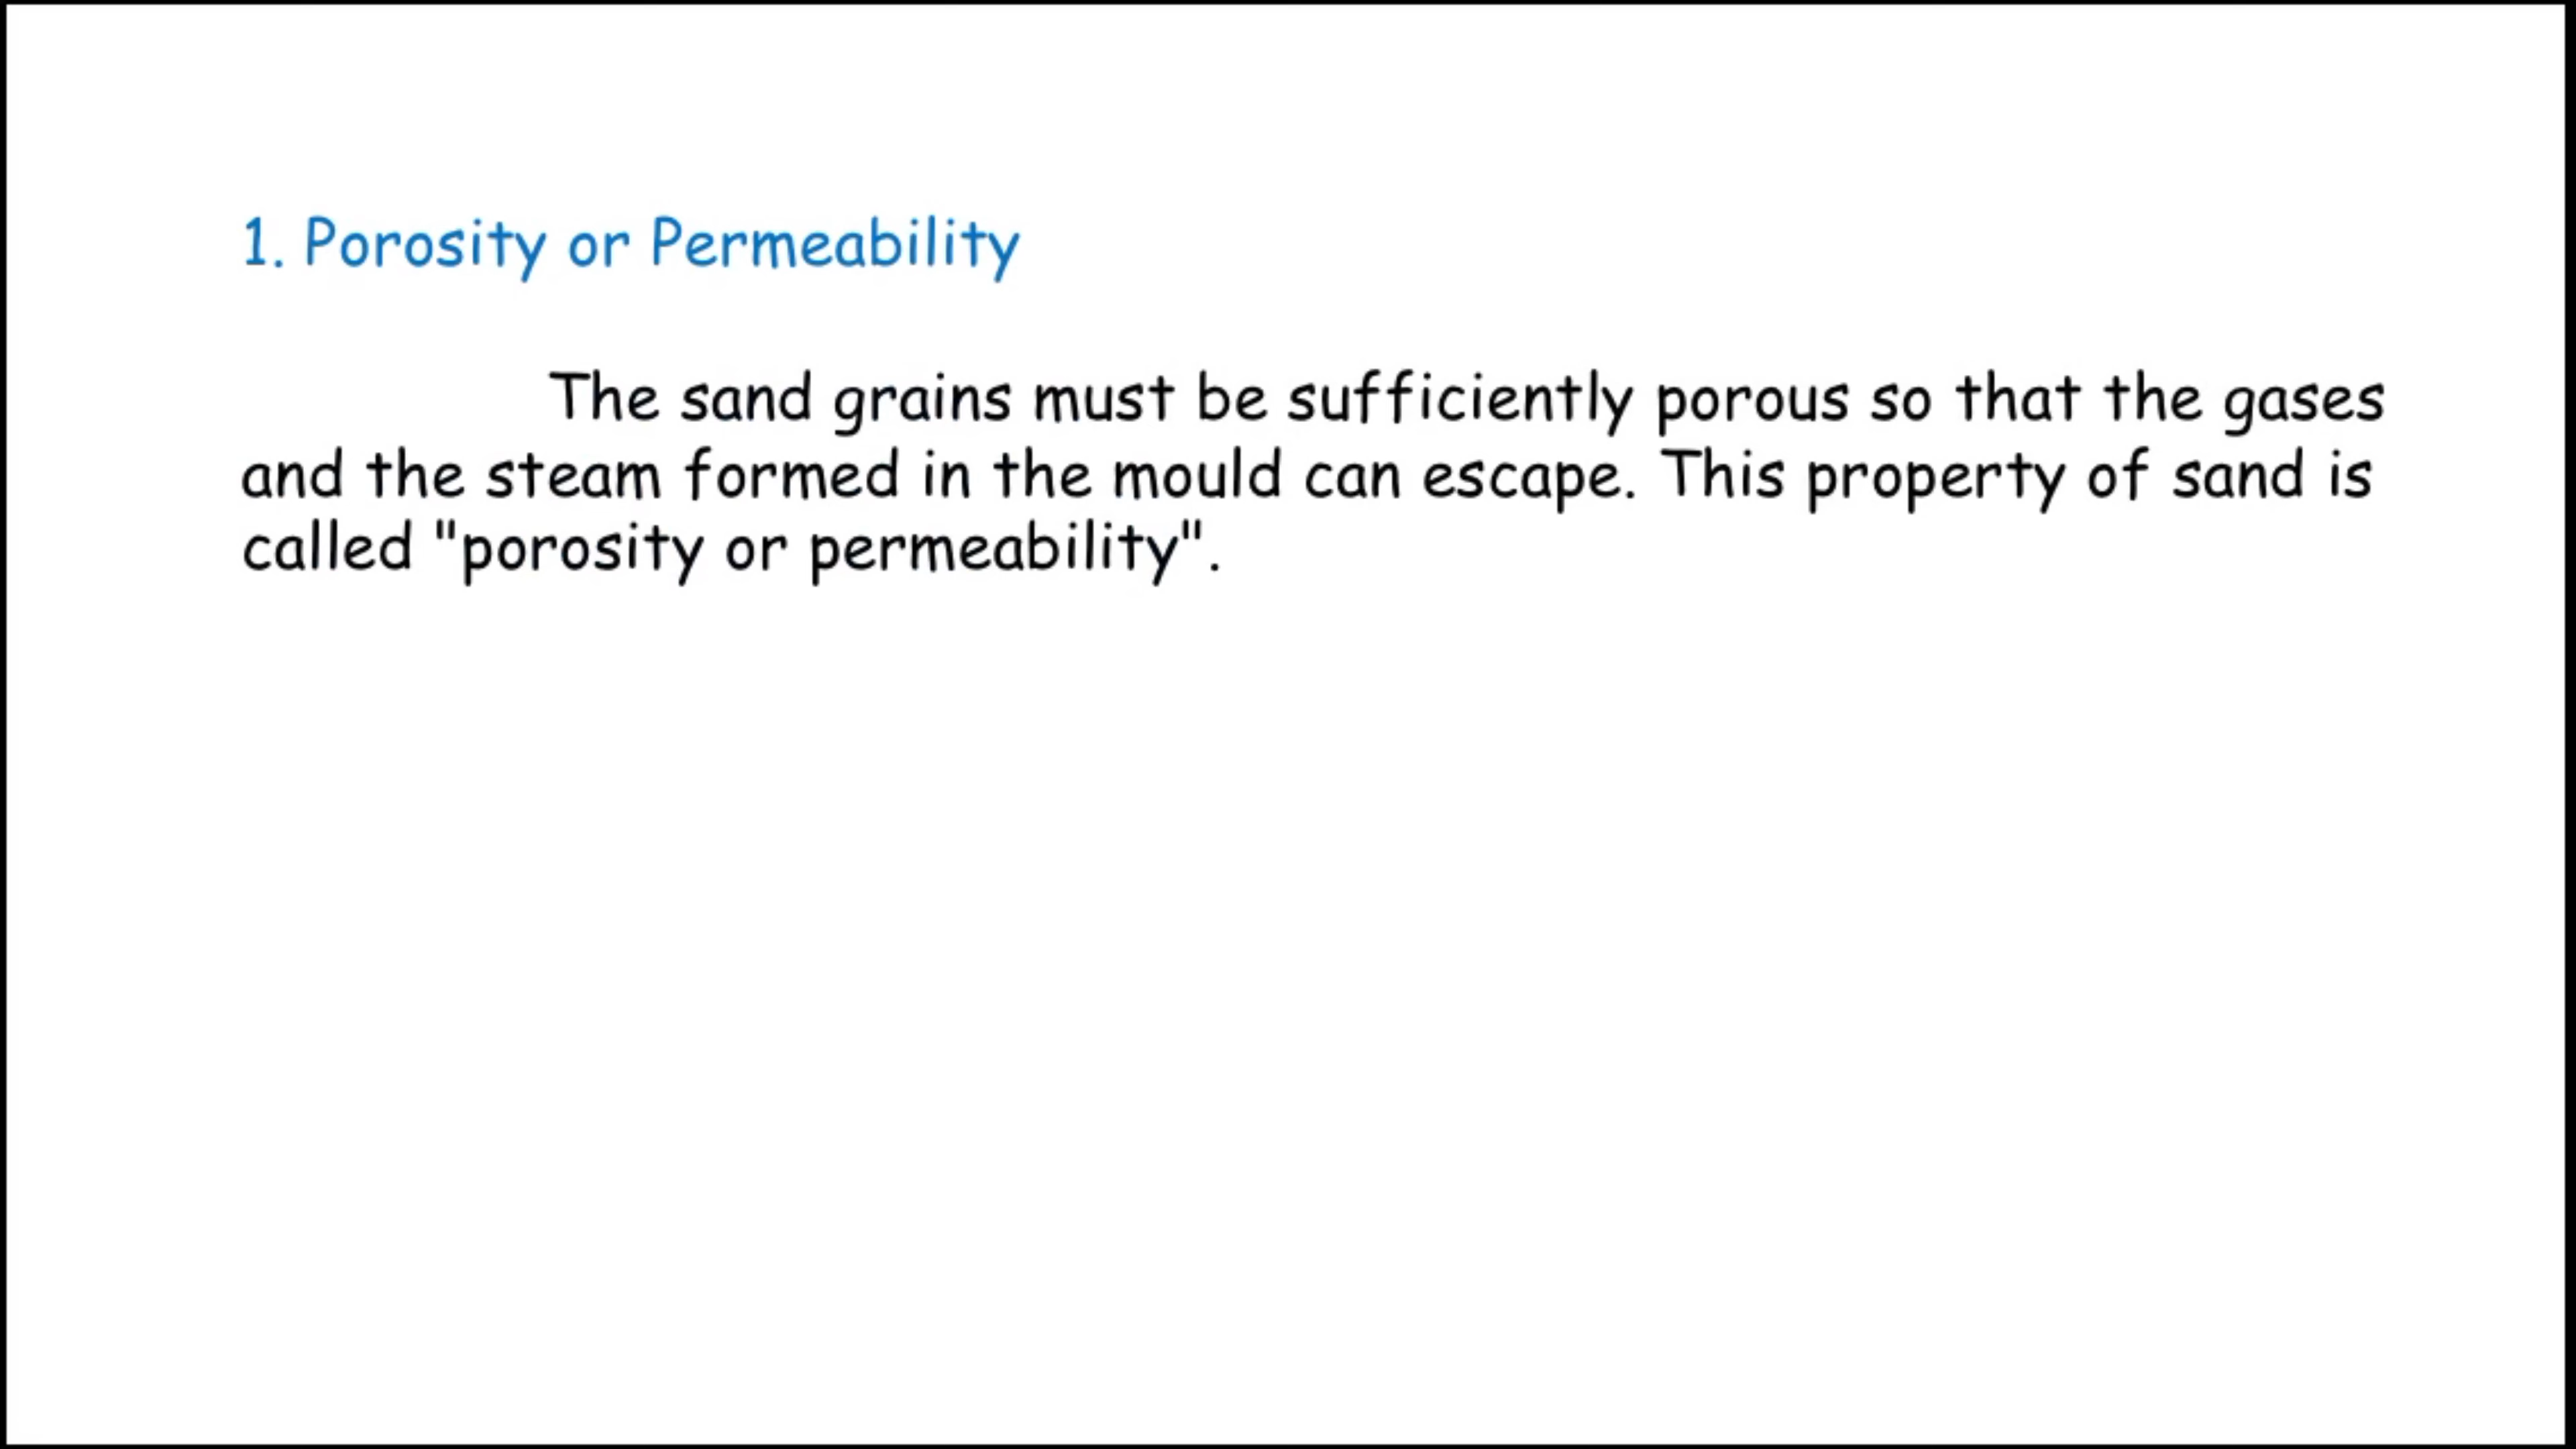 1. Porosity or Permeability
The sand grains must be sufficiently porous so that the gases
and the steam formed in the mould can escape. This property of sand is
called "porosity or permeability".